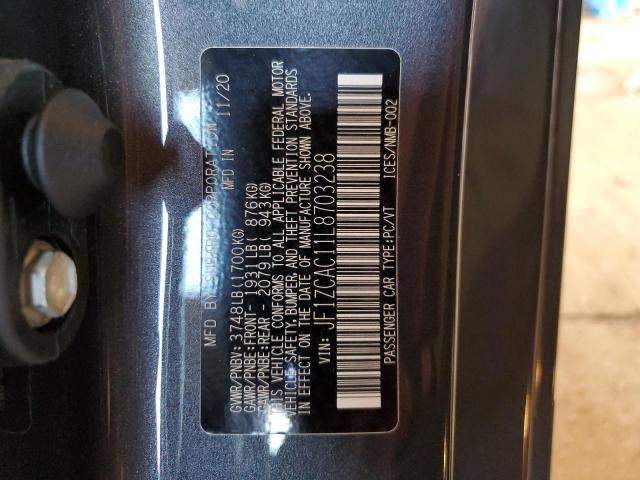 MFD BY SUBARU CORPORATION 11/20
MFD IN
GVWR/PNBV: 3748LB(1700KG)
GAWR/PNBE:FRONT- 1931LB( 876KG)
GAWR/PNBE:REAR - 2079LB( 943KG)
THIS VEHICLE CONFORMS TO ALL APPLICABLE FEDERAL MOTOR
VEHICLE SAFETY, BUMPER, AND THEFT PREVENTION STANDARDS
IN EFFECT ON THE DATE OF MANUFACTURE SHOWN ABOVE.
VIN: JF1ZCAC11L8703238
PASSENGER CAR TYPE:PC/VT ICES/NMB-002